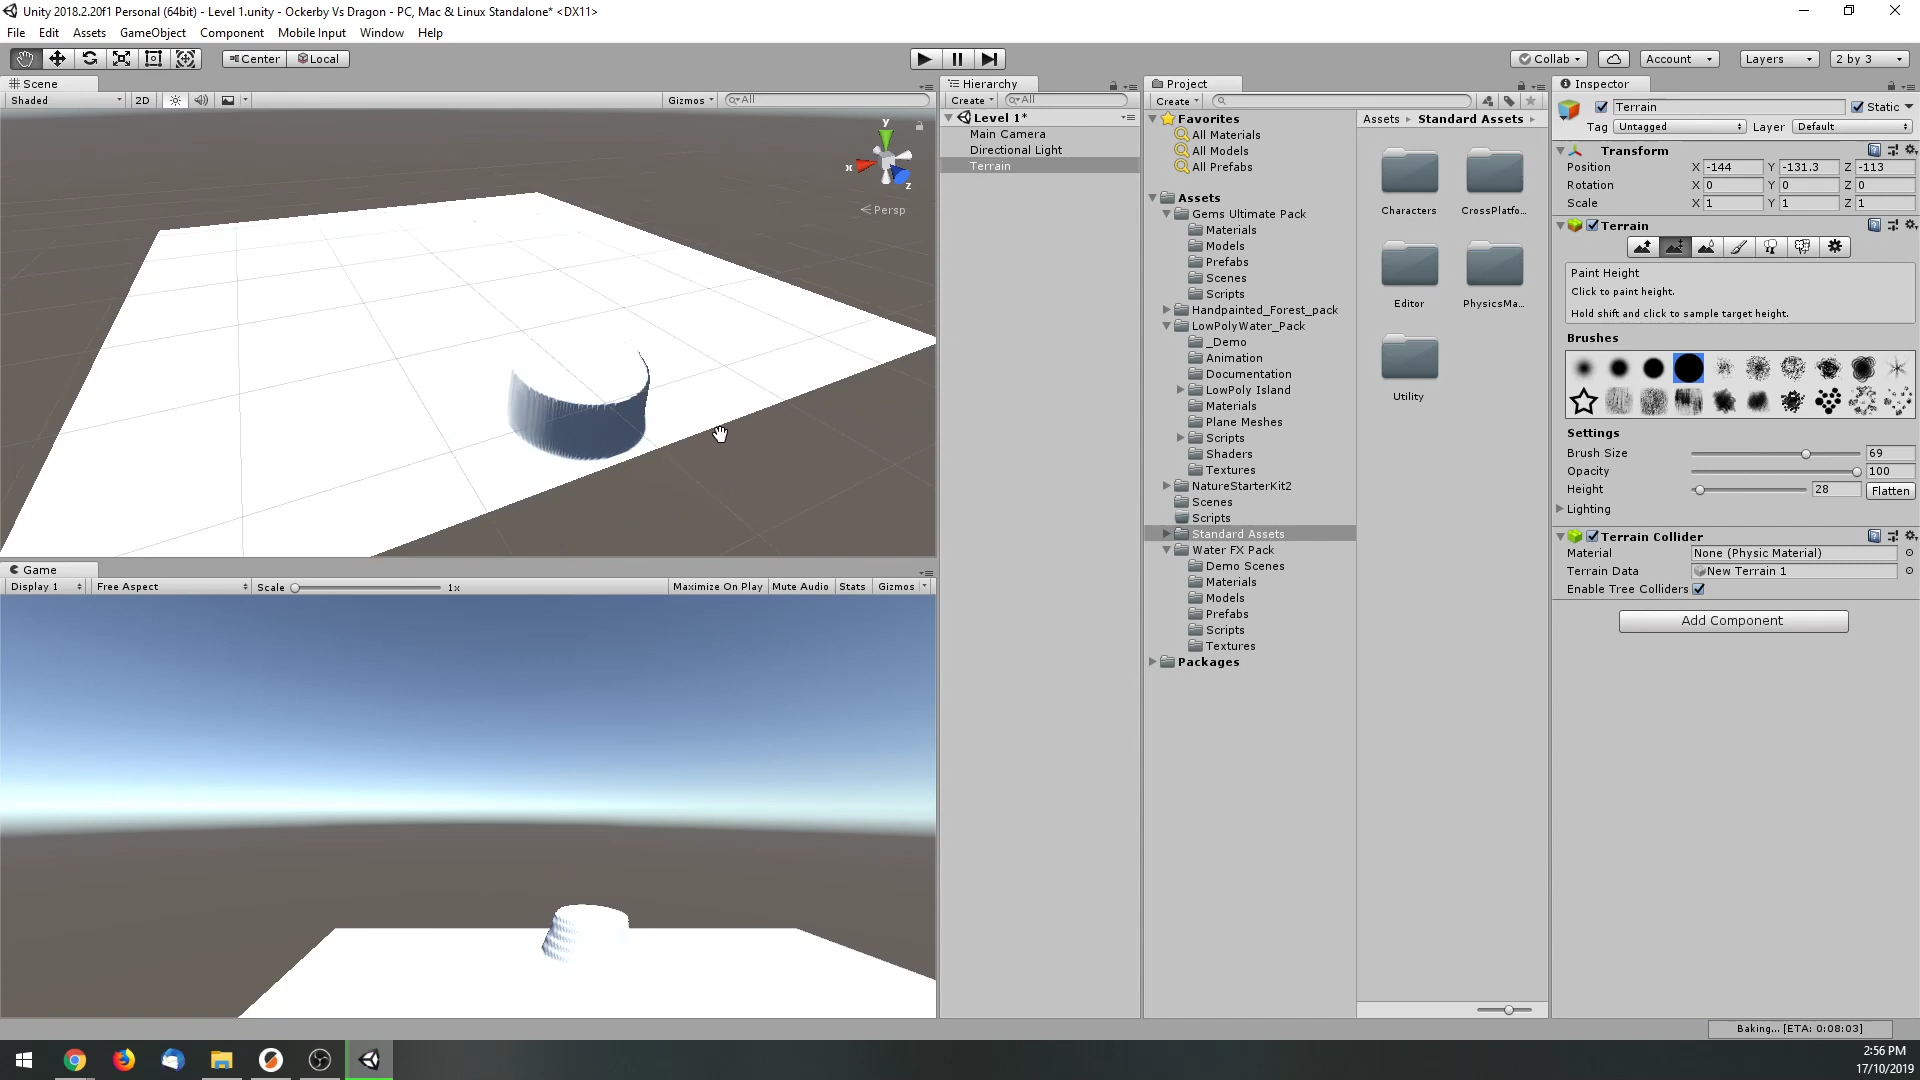 Unity 2018.2.20f1 Personal (64bit) - Level 1.unity - Ockerby Vs Dragon - PC, Mac & Linux Standalone* <DX11>
File Edit Assets GameObject Component Mobile Input Window Help
Center Local Collab Account Layers 2 by 3
Scene
Shaded 2D Gizmos All
y
x
z
Persp
Game
Display 1 Free Aspect Scale 1x Maximize On Play Mute Audio Stats Gizmos
Hierarchy
Create All
Level 1*
Main Camera
Directional Light
Terrain
Project
Create
Favorites
All Materials
All Models
All Prefabs
Assets
Gems Ultimate Pack
Materials
Models
Prefabs
Scenes
Scripts
Handpainted_Forest_pack
LowPolyWater_Pack
_Demo
Animation
Documentation
LowPoly Island
Materials
Plane Meshes
Scripts
Shaders
Textures
NatureStarterKit2
Scenes
Scripts
Standard Assets
Water FX Pack
Demo Scenes
Materials
Models
Prefabs
Scripts
Textures
Packages
Assets Standard Assets
Characters CrossPlatfo...
Editor PhysicsMa...
Utility
Inspector
Terrain Static
Tag Untagged Layer Default
Transform
Position X -144 Y -131.3 Z -113
Rotation X 0 Y 0 Z 0
Scale X 1 Y 1 Z 1
Terrain
Paint Height
Click to paint height.
Hold shift and click to sample target height.
Brushes
Settings
Brush Size 69
Opacity 100
Height 28 Flatten
Lighting
Terrain Collider
Material None (Physic Material)
Terrain Data New Terrain 1
Enable Tree Colliders
Add Component
Baking... [ETA: 0:08:03]
2:56 PM
17/10/2019